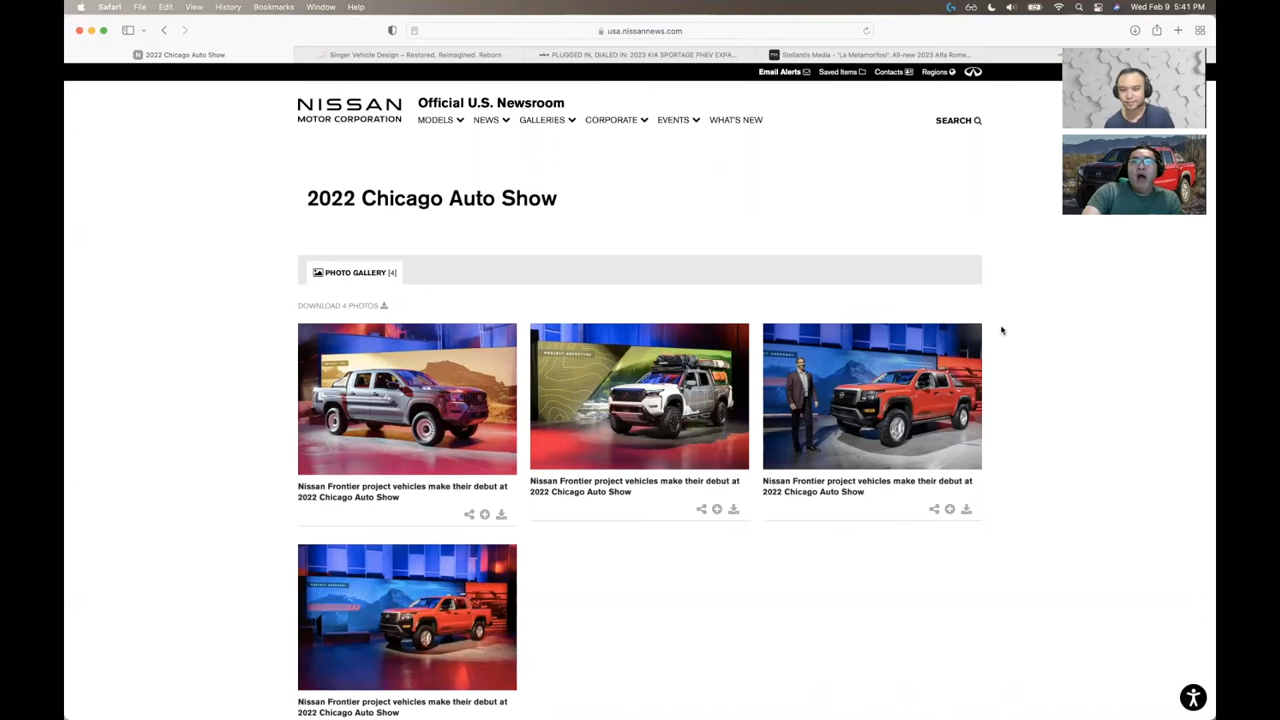 Safari File Edit View History Bookmarks Window Help Wed Feb 9 5:41 PM
usa.nissannews.com
2022 Chicago Auto Show
Singer Vehicle Design – Restored. Reimagined. Reborn
PLUGGED IN, DIALED IN: 2023 KIA SPORTAGE PHEV EXPA...
Stellantis Media - 'La Metamorfosi': All-new 2023 Alfa Rome...
Email Alerts Saved Items Contacts Regions
NISSAN
MOTOR CORPORATION
Official U.S. Newsroom
MODELS NEWS GALLERIES CORPORATE EVENTS WHAT'S NEW SEARCH
2022 Chicago Auto Show
PHOTO GALLERY [4]
DOWNLOAD 4 PHOTOS
PROJECT ADVENTURE
Nissan Frontier project vehicles make their debut at
2022 Chicago Auto Show
Nissan Frontier project vehicles make their debut at
2022 Chicago Auto Show
Nissan Frontier project vehicles make their debut at
2022 Chicago Auto Show
PROJECT HARDBODY
Nissan Frontier project vehicles make their debut at
2022 Chicago Auto Show